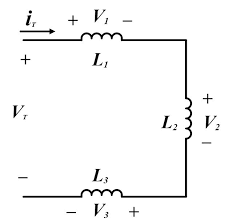 i_T + V_1 −
+ L_1
V_T L_2 + V_2 −
− L_3
− V_3 +